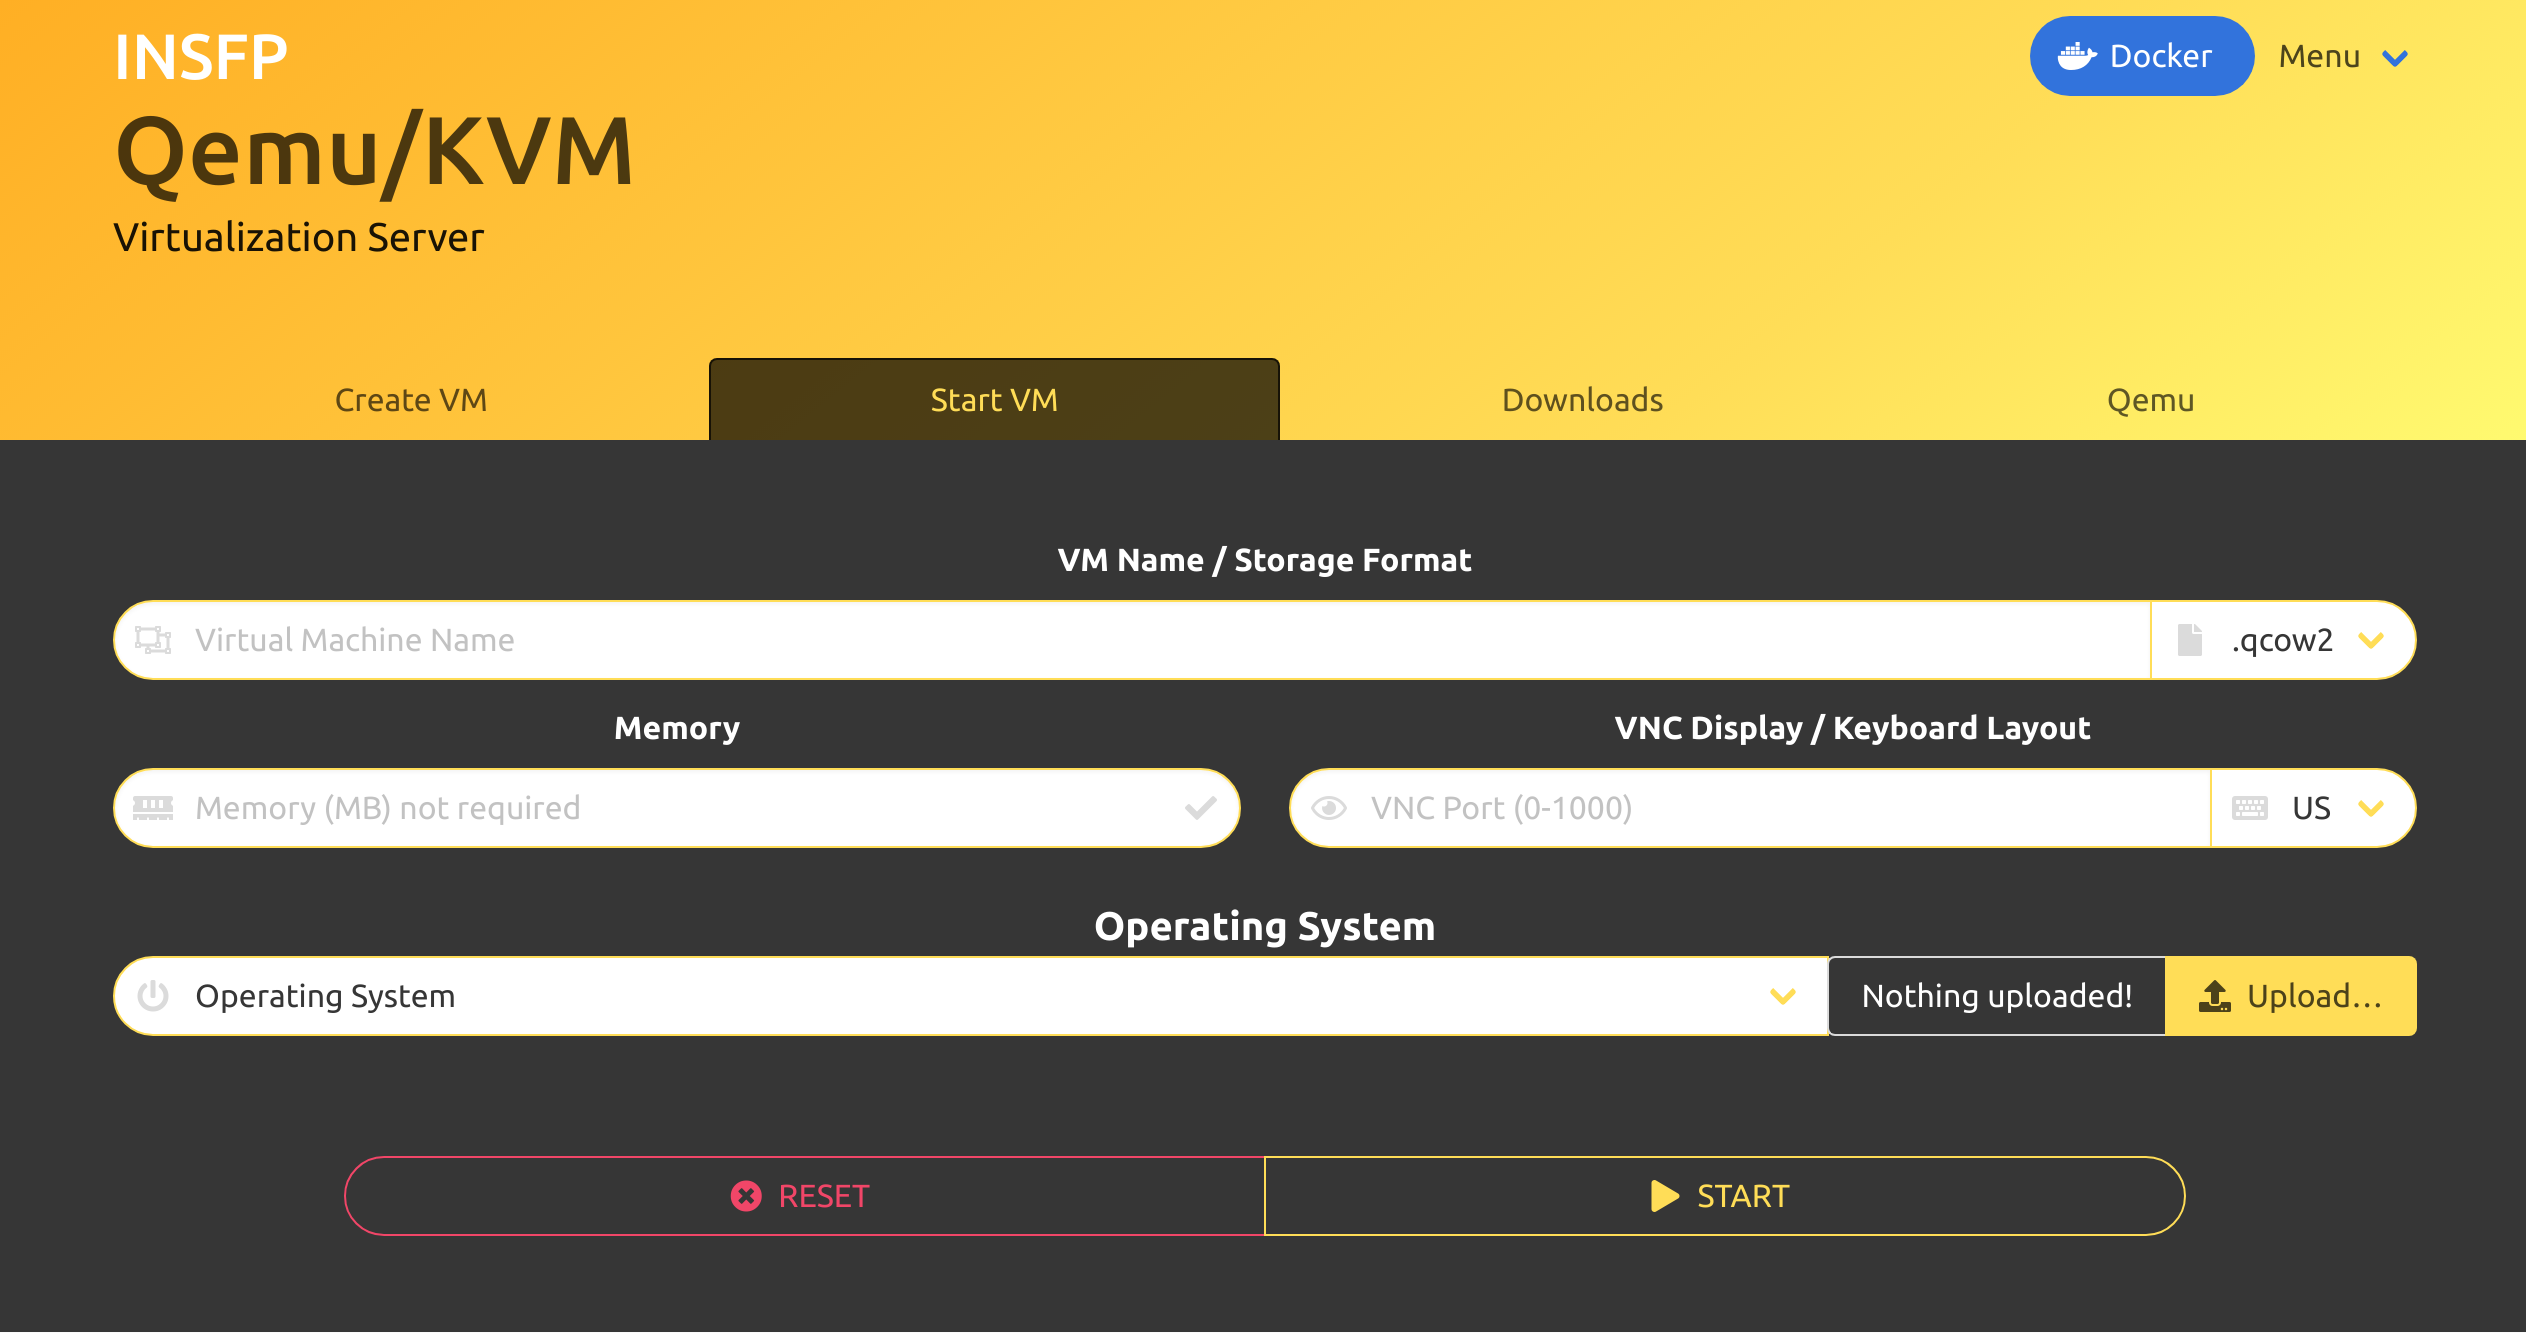 INSFP
Docker
Menu
Qemu/KVM
Virtualization Server
Create VM
Start VM
Downloads
Qemu
VM Name / Storage Format
Virtual Machine Name
.qcow2
Memory
VNC Display / Keyboard Layout
Memory (MB) not required
VNC Port (0-1000)
US
Operating System
Operating System
Nothing uploaded!
Upload...
RESET
START